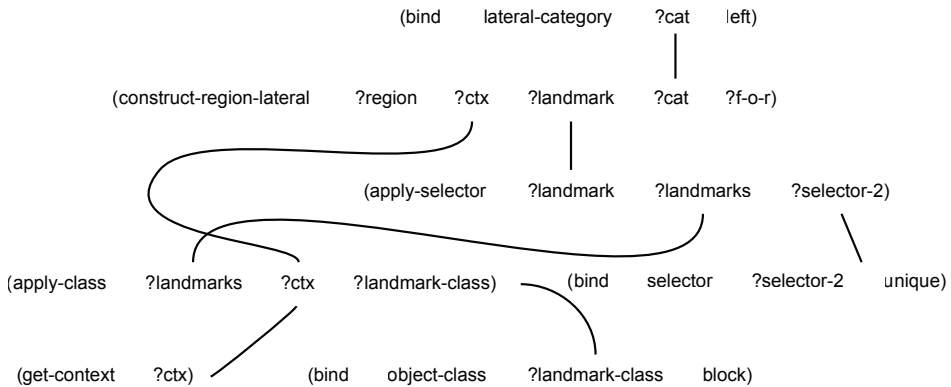 (bind lateral-category ?cat left)
(construct-region-lateral ?region ?ctx ?landmark ?cat ?f-o-r)
(apply-selector ?landmark ?landmarks ?selector-2)
(apply-class ?landmarks ?ctx ?landmark-class) (bind selector ?selector-2 unique)
(get-context ?ctx) (bind object-class ?landmark-class block)